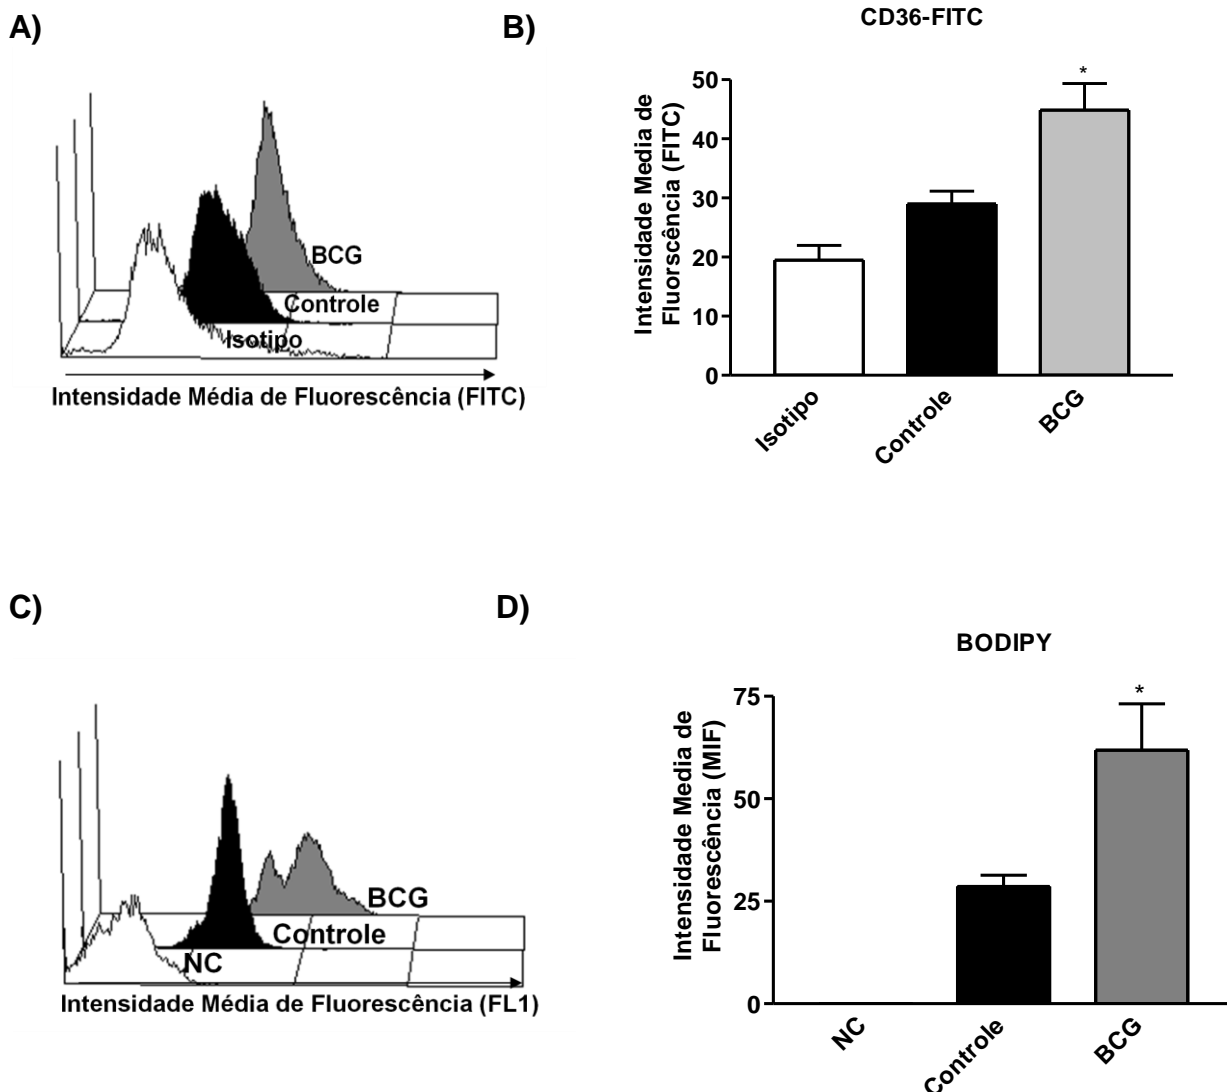 A)
BCG
Controle
Isotipo
Intensidade Média de Fluorescência (FITC)
B)
CD36-FITC
Intensidade Media de
Fluorscência (FITC)
50
40
30
20
10
0
*
Isotipo
Controle
BCG
C)
BCG
Controle
NC
Intensidade Média de Fluorescência (FL1)
D)
BODIPY
Intensidade Media de
Fluorescência (MIF)
75
50
25
0
*
NC
Controle
BCG